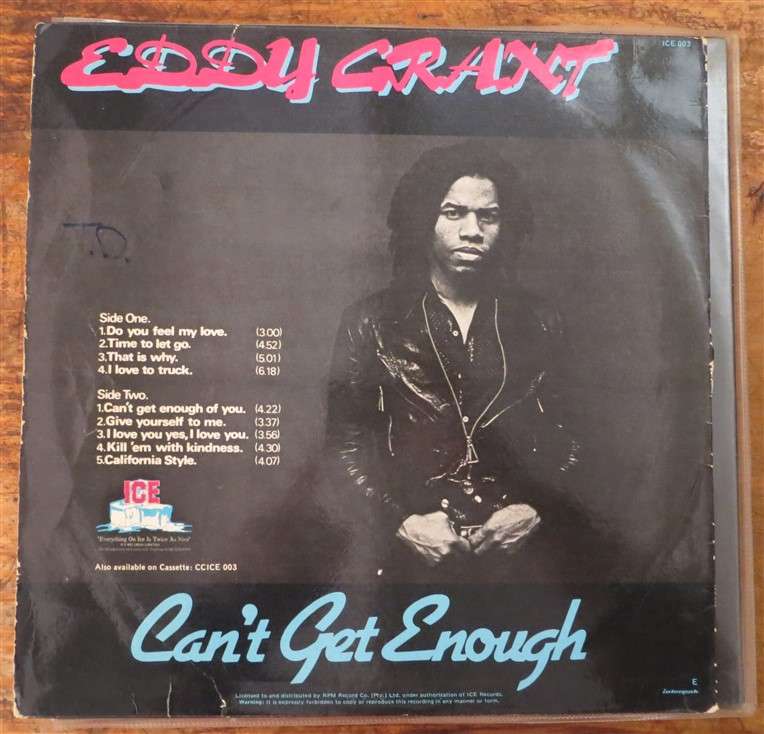 EDDY GRANT
ICE 003
T.D.
Side One.
1.Do you feel my love. (3.00)
2.Time to let go. (4.52)
3.That is why. (5.01)
4.I love to truck. (6.18)
Side Two.
1.Can't get enough of you. (4.22)
2.Give yourself to me. (3.37)
3.I love you yes, I love you. (3.56)
4.Kill 'em with kindness. (4.30)
5.California Style. (4.07)
ICE
"Everything On Ice Is Twice As Nice"
Also available on Cassette: CCICE 003
Can't Get Enough
E
Licensed to and distributed by RPM Record Co. (Pty.) Ltd. under authorisation of ICE Records.
Warning: It is expressly forbidden to copy or reproduce this recording in any manner or form.